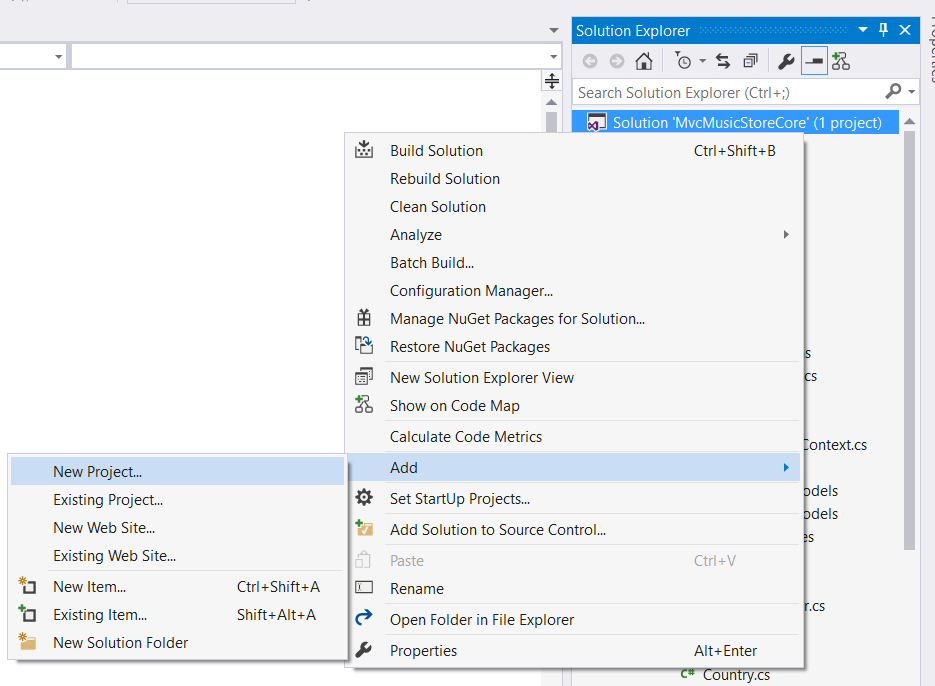 Solution Explorer
Search Solution Explorer (Ctrl+;)
Solution 'MvcMusicStoreCore' (1 project)
Build Solution Ctrl+Shift+B
Rebuild Solution
Clean Solution
Analyze
Batch Build...
Configuration Manager...
Manage NuGet Packages for Solution...
Restore NuGet Packages
New Solution Explorer View
Show on Code Map
Calculate Code Metrics
Add
Set StartUp Projects...
Add Solution to Source Control...
Paste Ctrl+V
Rename
Open Folder in File Explorer
Properties Alt+Enter
New Project...
Existing Project...
New Web Site...
Existing Web Site...
New Item... Ctrl+Shift+A
Existing Item... Shift+Alt+A
New Solution Folder
s
cs
Context.cs
odels
odels
es
r.cs
C# Country.cs